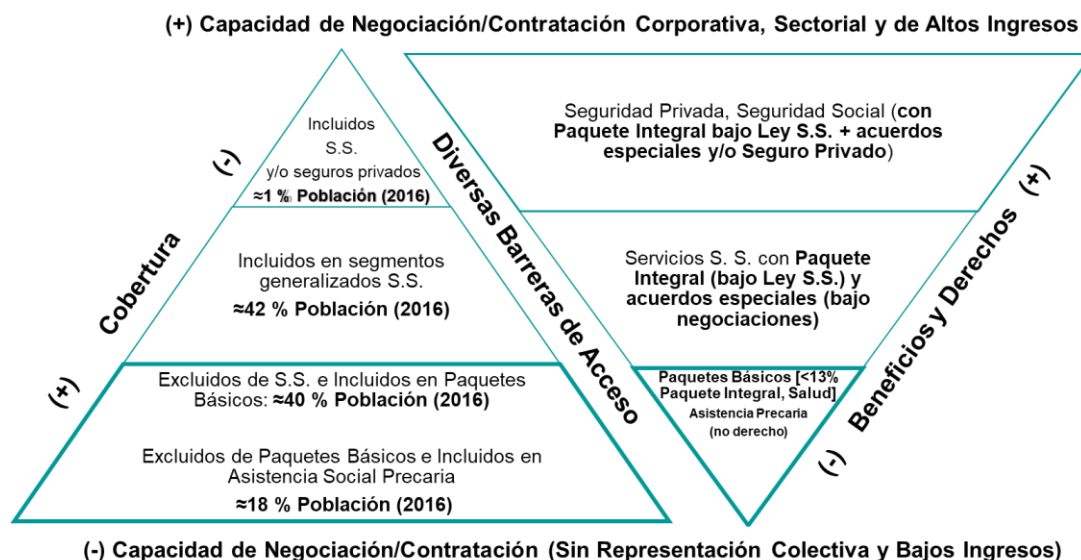 (+) Capacidad de Negociación/Contratación Corporativa, Sectorial y de Altos Ingresos
Incluidos
S.S.
y/o seguros privados
≈1 % Población (2016)
Incluidos en segmentos
generalizados S.S.
≈42 % Población (2016)
Excluidos de S.S. e Incluidos en Paquetes
Básicos: ≈40 % Población (2016)
Excluidos de Paquetes Básicos e Incluidos en
Asistencia Social Precaria
≈18 % Población (2016)
(-)
Cobertura
(+)
Diversas Barreras de Acceso
Seguridad Privada, Seguridad Social (con
Paquete Integral bajo Ley S.S. + acuerdos
especiales y/o Seguro Privado)
Servicios S. S. con Paquete
Integral (bajo Ley S.S.) y
acuerdos especiales (bajo
negociaciones)
Paquetes Básicos [<13%
Paquete Integral, Salud]
Asistencia Precaria
(no derecho)
(+)
Beneficios y Derechos
(-)
(-) Capacidad de Negociación/Contratación (Sin Representación Colectiva y Bajos Ingresos)